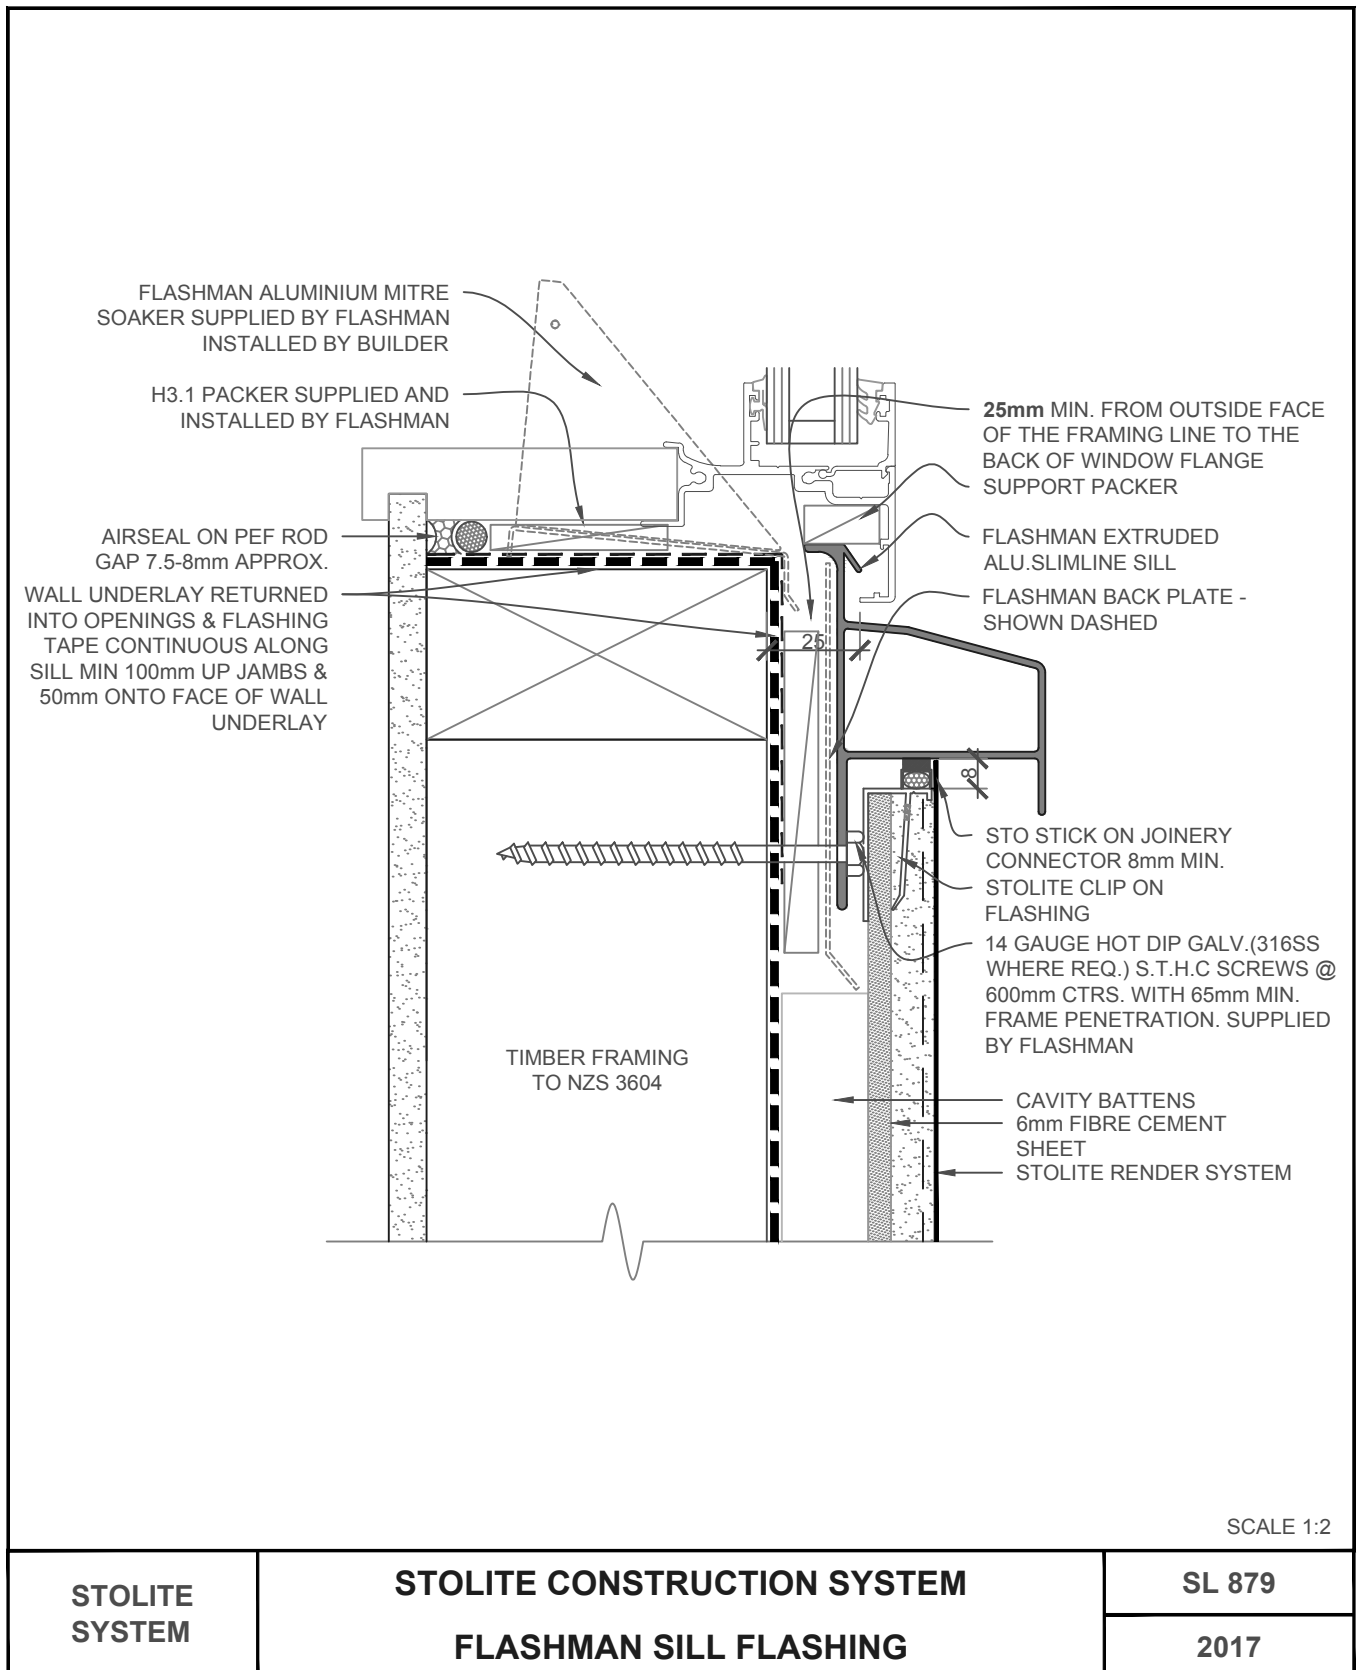 FLASHMAN ALUMINIUM MITRE
SOAKER SUPPLIED BY FLASHMAN
INSTALLED BY BUILDER
H3.1 PACKER SUPPLIED AND
INSTALLED BY FLASHMAN
AIRSEAL ON PEF ROD
GAP 7.5-8mm APPROX.
WALL UNDERLAY RETURNED
INTO OPENINGS & FLASHING
TAPE CONTINUOUS ALONG
SILL MIN 100mm UP JAMBS &
50mm ONTO FACE OF WALL
UNDERLAY
25mm MIN. FROM OUTSIDE FACE
OF THE FRAMING LINE TO THE
BACK OF WINDOW FLANGE
SUPPORT PACKER
FLASHMAN EXTRUDED
ALU.SLIMLINE SILL
FLASHMAN BACK PLATE -
SHOWN DASHED
25
8
STO STICK ON JOINERY
CONNECTOR 8mm MIN.
STOLITE CLIP ON
FLASHING
14 GAUGE HOT DIP GALV.(316SS
WHERE REQ.) S.T.H.C SCREWS @
600mm CTRS. WITH 65mm MIN.
FRAME PENETRATION. SUPPLIED
BY FLASHMAN
TIMBER FRAMING
TO NZS 3604
CAVITY BATTENS
6mm FIBRE CEMENT
SHEET
STOLITE RENDER SYSTEM
SCALE 1:2
STOLITE
SYSTEM
STOLITE CONSTRUCTION SYSTEM
FLASHMAN SILL FLASHING
SL 879
2017